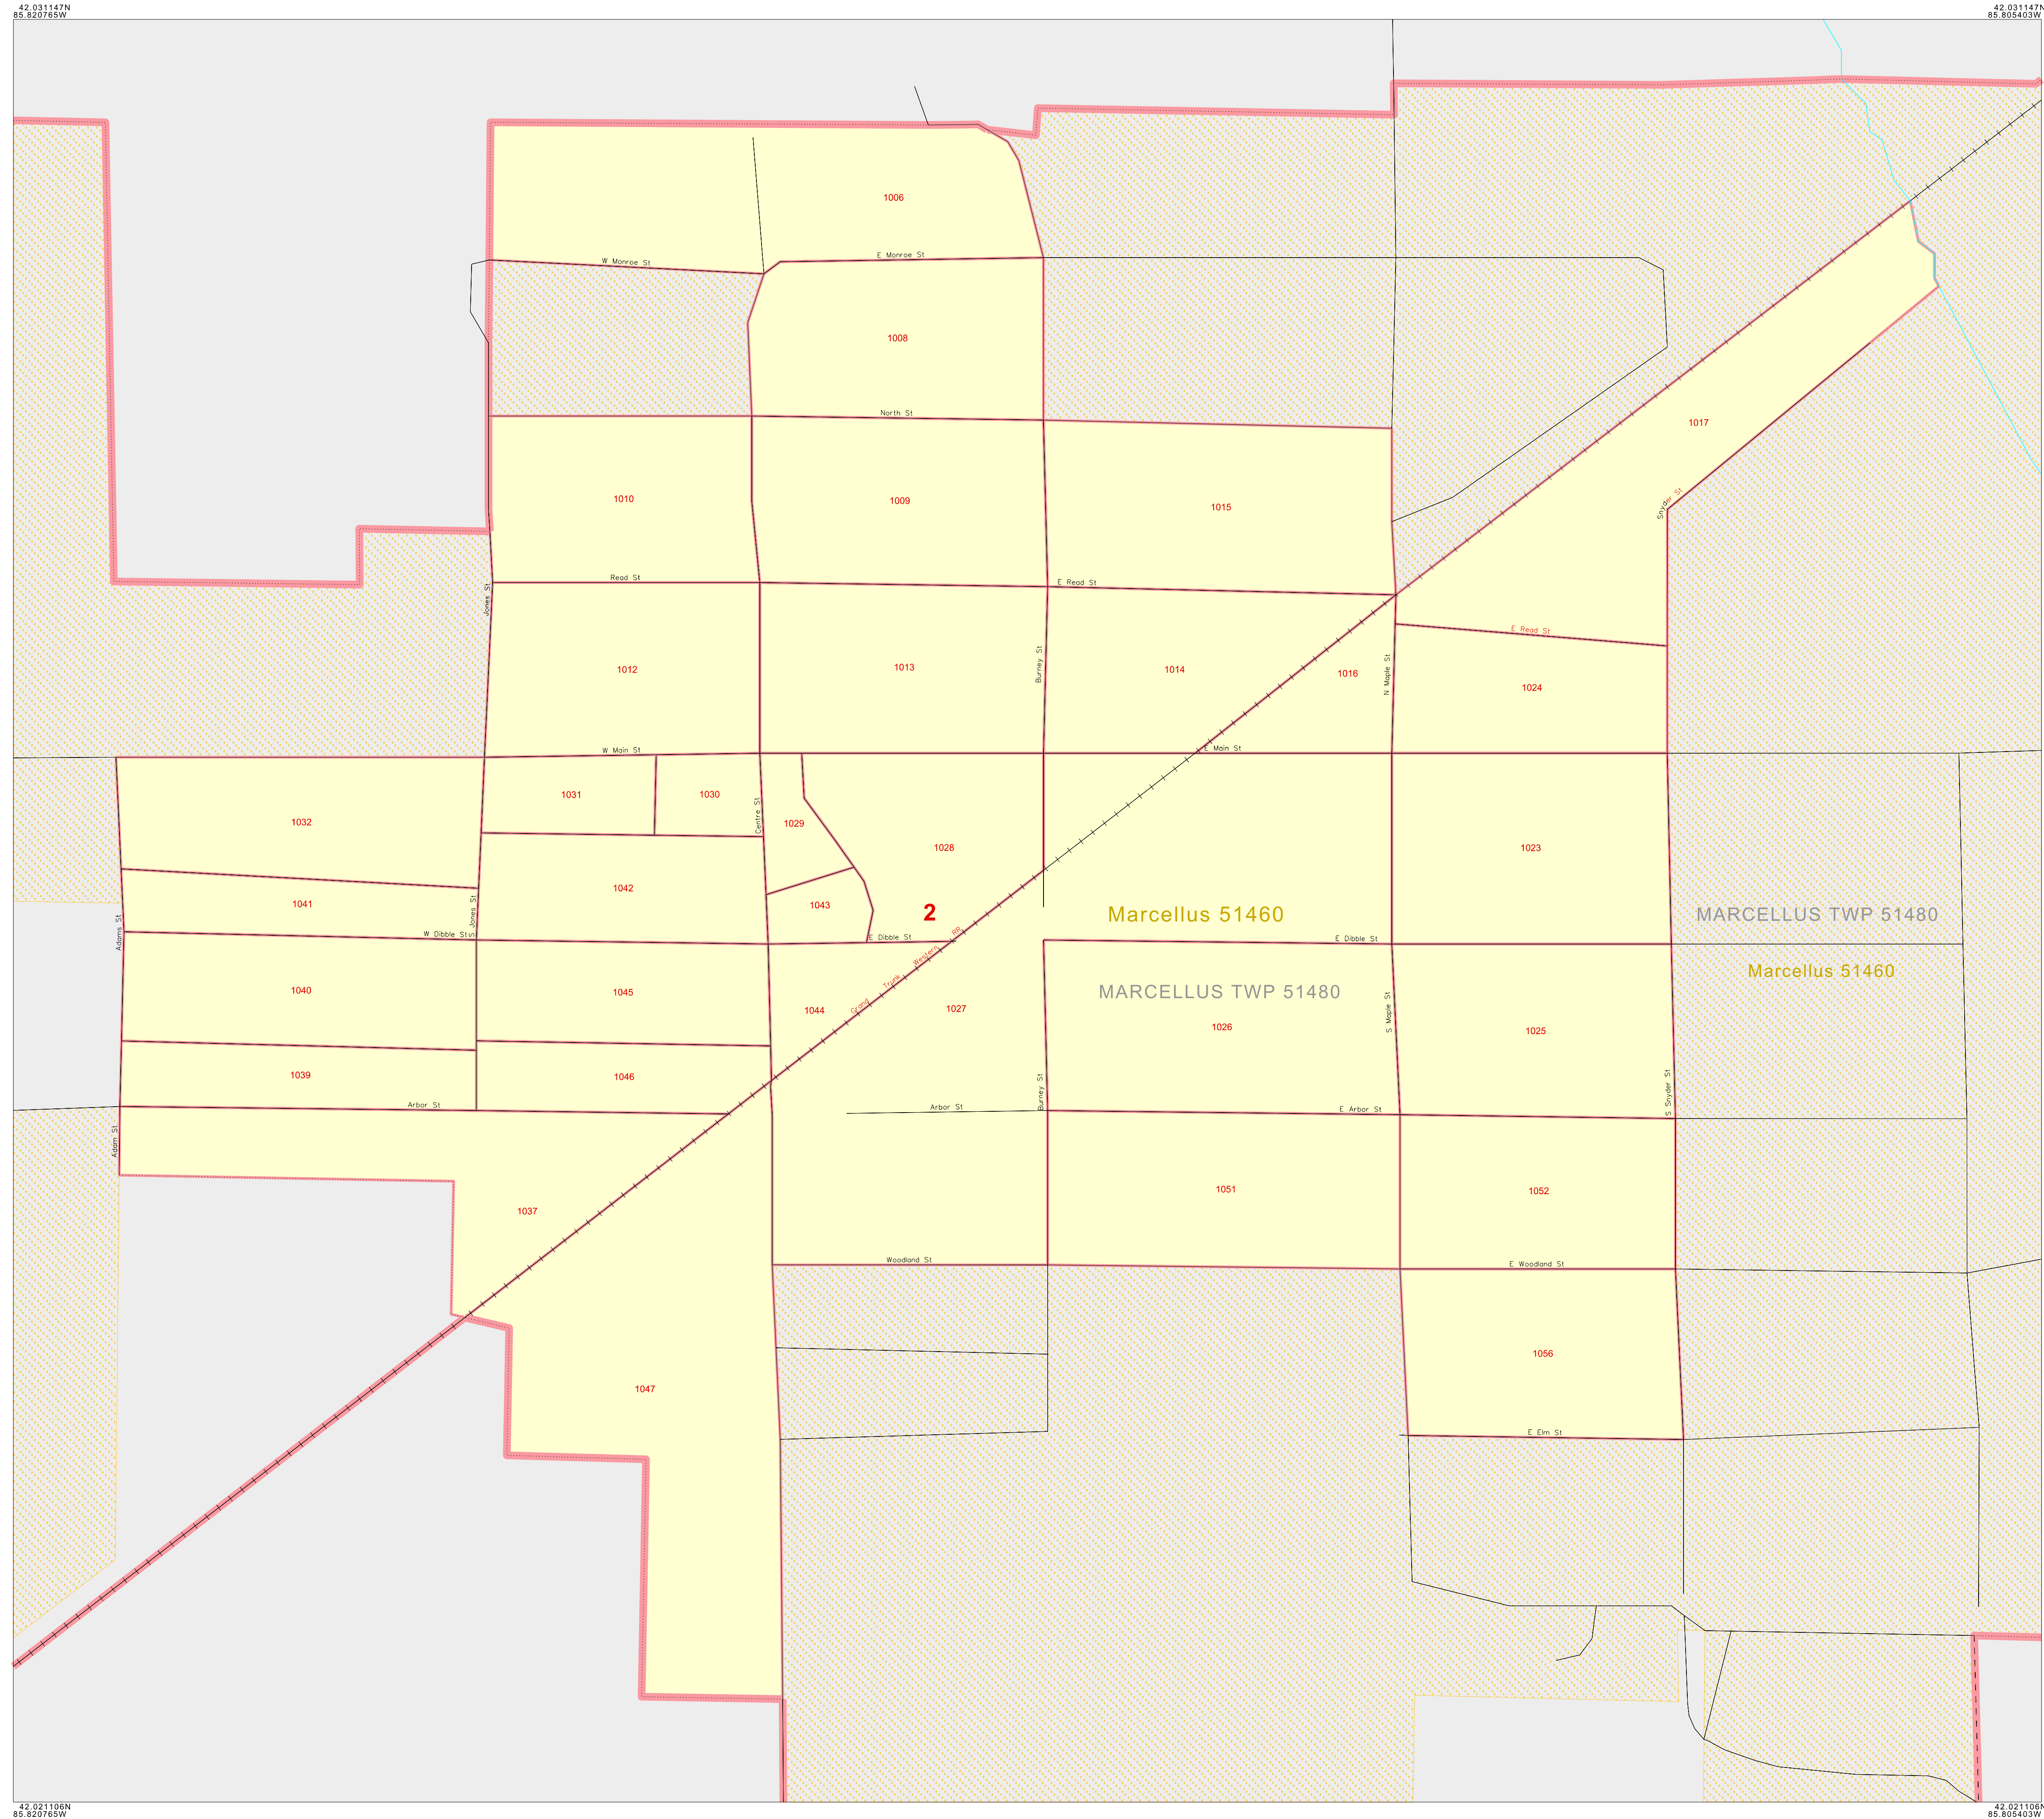 42.031147N
85.820765W
42.031147N
85.805403W
1006
W Monroe St
E Monroe St
1008
North St
1017
1010
1009
1015
Snyder St
Read St
E Read St
Jones St
E Read St
1012
1013
Burney St
1014
1016
N Maple St
1024
W Main St
E Main St
1031
1030
Centre St
1029
1032
1028
1023
1042
1041
1043
2
Marcellus 51460
MARCELLUS TWP 51480
Adams St
S Jones St
W Dibble St
E Dibble St
E Dibble St
Grand Trunk Western RR
Marcellus 51460
1040
1045
1044
1027
MARCELLUS TWP 51480
1026
S Maple St
1025
1039
1046
Burney St
S Snyder St
Arbor St
Arbor St
E Arbor St
Adam St
1037
1051
1052
Woodland St
E Woodland St
1047
1056
E Elm St
42.021106N
85.820765W
42.021106N
85.805403W